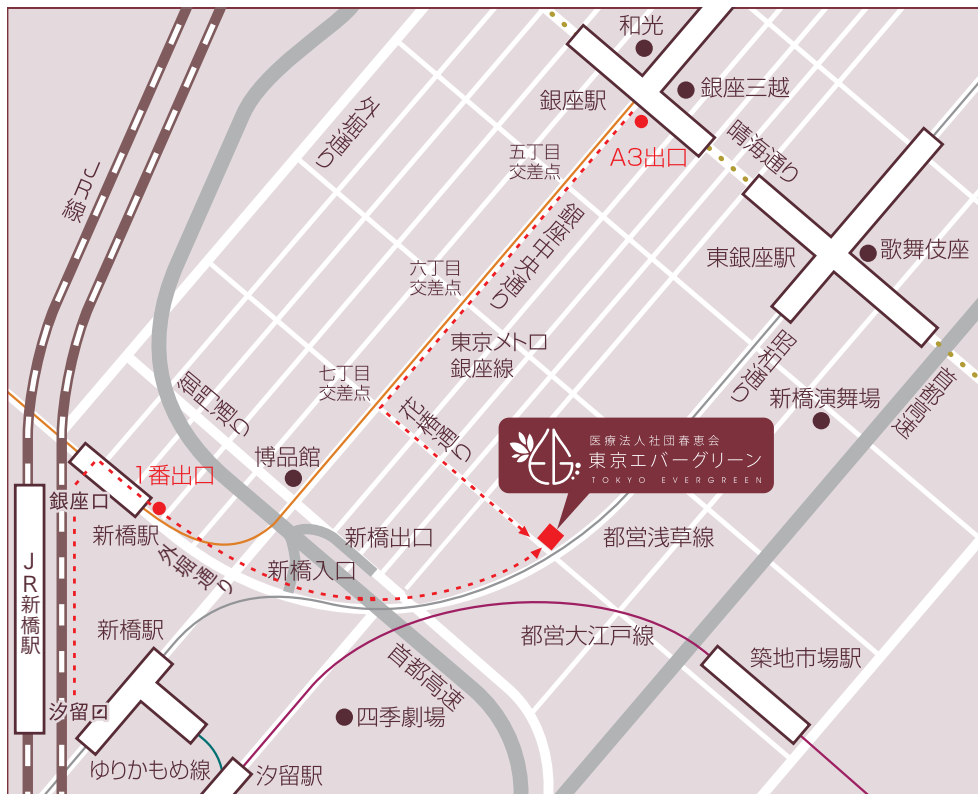 和光
銀座駅
銀座三越
A3出口
晴海通り
外堀通り
JR線
五丁目
交差点
銀座中央通り
東銀座駅
歌舞伎座
六丁目
交差点
東京メトロ
銀座線
昭和通り
首都高速
七丁目
交差点
御門通り
花椿通り
新橋演舞場
医療法人社団春恵会
東京エバーグリーン
TOKYO EVERGREEN
博品館
1番出口
銀座口
新橋駅
外堀通り
新橋出口
新橋入口
都営浅草線
JR新橋駅
新橋駅
都営大江戸線
築地市場駅
首都高速
汐留口
四季劇場
ゆりかもめ線
汐留駅